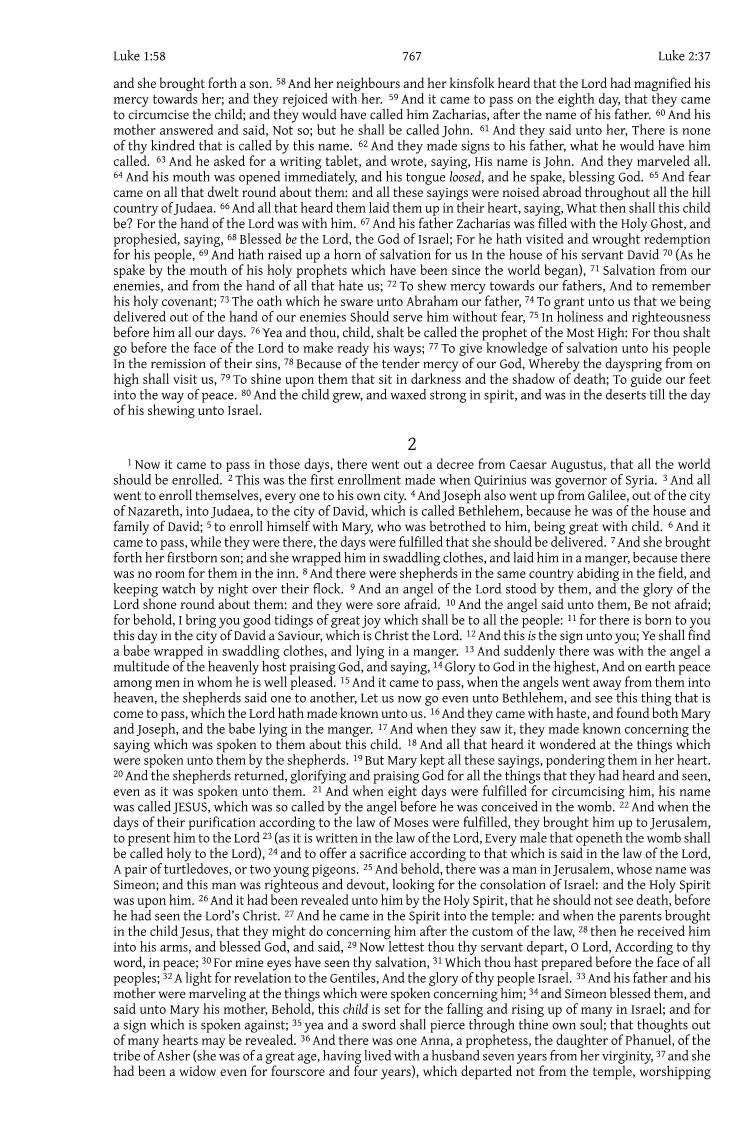 Luke 1:58 767 Luke 2:37
and she brought forth a son. 58 And her neighbours and her kinsfolk heard that the Lord had magnified his
mercy towards her; and they rejoiced with her. 59 And it came to pass on the eighth day, that they came
to circumcise the child; and they would have called him Zacharias, after the name of his father. 60 And his
mother answered and said, Not so; but he shall be called John. 61 And they said unto her, There is none
of thy kindred that is called by this name. 62 And they made signs to his father, what he would have him
called. 63 And he asked for a writing tablet, and wrote, saying, His name is John. And they marveled all.
64 And his mouth was opened immediately, and his tongue loosed, and he spake, blessing God. 65 And fear
came on all that dwelt round about them: and all these sayings were noised abroad throughout all the hill
country of Judaea. 66 And all that heard them laid them up in their heart, saying, What then shall this child
be? For the hand of the Lord was with him. 67 And his father Zacharias was filled with the Holy Ghost, and
prophesied, saying, 68 Blessed be the Lord, the God of Israel; For he hath visited and wrought redemption
for his people, 69 And hath raised up a horn of salvation for us In the house of his servant David 70 (As he
spake by the mouth of his holy prophets which have been since the world began), 71 Salvation from our
enemies, and from the hand of all that hate us; 72 To shew mercy towards our fathers, And to remember
his holy covenant; 73 The oath which he sware unto Abraham our father, 74 To grant unto us that we being
delivered out of the hand of our enemies Should serve him without fear, 75 In holiness and righteousness
before him all our days. 76 Yea and thou, child, shalt be called the prophet of the Most High: For thou shalt
go before the face of the Lord to make ready his ways; 77 To give knowledge of salvation unto his people
In the remission of their sins, 78 Because of the tender mercy of our God, Whereby the dayspring from on
high shall visit us, 79 To shine upon them that sit in darkness and the shadow of death; To guide our feet
into the way of peace. 80 And the child grew, and waxed strong in spirit, and was in the deserts till the day
of his shewing unto Israel.
2
1 Now it came to pass in those days, there went out a decree from Caesar Augustus, that all the world
should be enrolled. 2 This was the first enrollment made when Quirinius was governor of Syria. 3 And all
went to enroll themselves, every one to his own city. 4 And Joseph also went up from Galilee, out of the city
of Nazareth, into Judaea, to the city of David, which is called Bethlehem, because he was of the house and
family of David; 5 to enroll himself with Mary, who was betrothed to him, being great with child. 6 And it
came to pass, while they were there, the days were fulfilled that she should be delivered. 7 And she brought
forth her firstborn son; and she wrapped him in swaddling clothes, and laid him in a manger, because there
was no room for them in the inn. 8 And there were shepherds in the same country abiding in the field, and
keeping watch by night over their flock. 9 And an angel of the Lord stood by them, and the glory of the
Lord shone round about them: and they were sore afraid. 10 And the angel said unto them, Be not afraid;
for behold, I bring you good tidings of great joy which shall be to all the people: 11 for there is born to you
this day in the city of David a Saviour, which is Christ the Lord. 12 And this is the sign unto you; Ye shall find
a babe wrapped in swaddling clothes, and lying in a manger. 13 And suddenly there was with the angel a
multitude of the heavenly host praising God, and saying, 14 Glory to God in the highest, And on earth peace
among men in whom he is well pleased. 15 And it came to pass, when the angels went away from them into
heaven, the shepherds said one to another, Let us now go even unto Bethlehem, and see this thing that is
come to pass, which the Lord hath made known unto us. 16 And they came with haste, and found both Mary
and Joseph, and the babe lying in the manger. 17 And when they saw it, they made known concerning the
saying which was spoken to them about this child. 18 And all that heard it wondered at the things which
were spoken unto them by the shepherds. 19 But Mary kept all these sayings, pondering them in her heart.
20 And the shepherds returned, glorifying and praising God for all the things that they had heard and seen,
even as it was spoken unto them. 21 And when eight days were fulfilled for circumcising him, his name
was called JESUS, which was so called by the angel before he was conceived in the womb. 22 And when the
days of their purification according to the law of Moses were fulfilled, they brought him up to Jerusalem,
to present him to the Lord 23 (as it is written in the law of the Lord, Every male that openeth the womb shall
be called holy to the Lord), 24 and to offer a sacrifice according to that which is said in the law of the Lord,
A pair of turtledoves, or two young pigeons. 25 And behold, there was a man in Jerusalem, whose name was
Simeon; and this man was righteous and devout, looking for the consolation of Israel: and the Holy Spirit
was upon him. 26 And it had been revealed unto him by the Holy Spirit, that he should not see death, before
he had seen the Lord's Christ. 27 And he came in the Spirit into the temple: and when the parents brought
in the child Jesus, that they might do concerning him after the custom of the law, 28 then he received him
into his arms, and blessed God, and said, 29 Now lettest thou thy servant depart, O Lord, According to thy
word, in peace; 30 For mine eyes have seen thy salvation, 31 Which thou hast prepared before the face of all
peoples; 32 A light for revelation to the Gentiles, And the glory of thy people Israel. 33 And his father and his
mother were marveling at the things which were spoken concerning him; 34 and Simeon blessed them, and
said unto Mary his mother, Behold, this child is set for the falling and rising up of many in Israel; and for
a sign which is spoken against; 35 yea and a sword shall pierce through thine own soul; that thoughts out
of many hearts may be revealed. 36 And there was one Anna, a prophetess, the daughter of Phanuel, of the
tribe of Asher (she was of a great age, having lived with a husband seven years from her virginity, 37 and she
had been a widow even for fourscore and four years), which departed not from the temple, worshipping